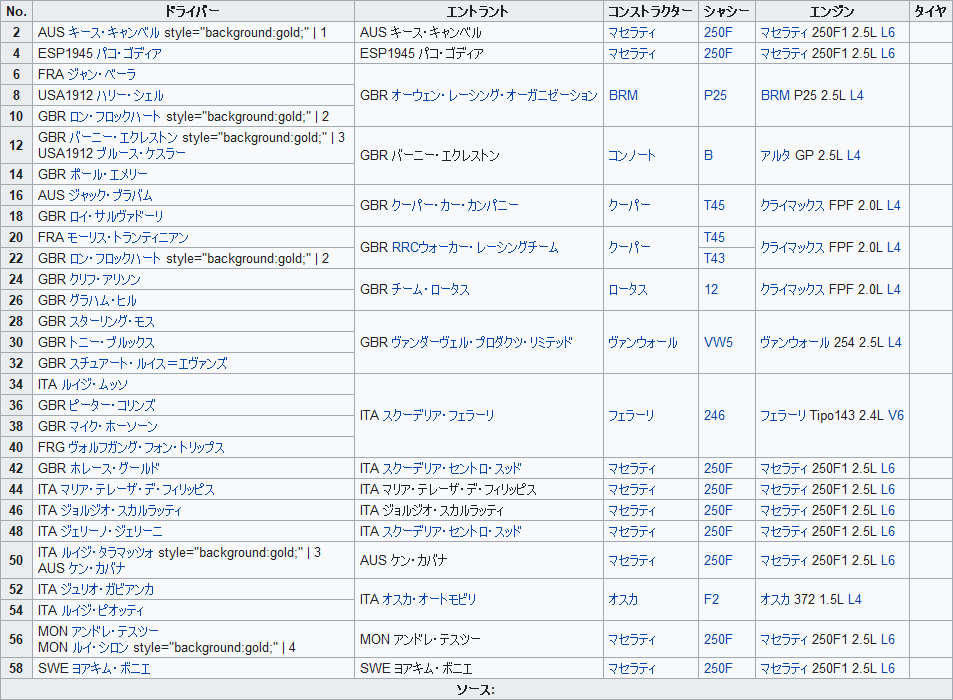 No. ドライバー エントラント コンストラクター シャシー エンジン タイヤ
2 AUS キース・キャンベル style="background:gold;" | 1 AUS キース・キャンベル マセラティ 250F マセラティ 250F1 2.5L L6
4 ESP1945 パコ・ゴディア ESP1945 パコ・ゴディア マセラティ 250F マセラティ 250F1 2.5L L6
6 FRA ジャン・ベーラ
8 USA1912 ハリー・シェル GBR オーウェン・レーシング・オーガニゼーション BRM P25 BRM P25 2.5L L4
10 GBR ロン・フロックハート style="background:gold;" | 2
12 GBR バーニー・エクレストン style="background:gold;" | 3
USA1912 ブルース・ケスラー
GBR バーニー・エクレストン コンノート B アルタ GP 2.5L L4
14 GBR ポール・エメリー
16 AUS ジャック・ブラバム
GBR クーパー・カー・カンパニー クーパー T45 クライマックス FPF 2.0L L4
18 GBR ロイ・サルヴァドーリ
20 FRA モーリス・トランティニアン T45
GBR RRCウォーカー・レーシングチーム クーパー クライマックス FPF 2.0L L4
22 GBR ロン・フロックハート style="background:gold;" | 2 T43
24 GBR クリフ・アリソン
GBR チーム・ロータス ロータス 12 クライマックス FPF 2.0L L4
26 GBR グラハム・ヒル
28 GBR スターリング・モス
30 GBR トニー・ブルックス GBR ヴァンダーヴェル・プロダクツ・リミテッド ヴァンウォール VW5 ヴァンウォール 254 2.5L L4
32 GBR スチュアート・ルイス＝エヴァンズ
34 ITA ルイジ・ムッソ
36 GBR ピーター・コリンズ
ITA スクーデリア・フェラーリ フェラーリ 246 フェラーリ Tipo143 2.4L V6
38 GBR マイク・ホーソーン
40 FRG ヴォルフガング・フォン・トリップス
42 GBR ホレース・グールド ITA スクーデリア・セントロ・スッド マセラティ 250F マセラティ 250F1 2.5L L6
44 ITA マリア・テレーザ・デ・フィリッピス ITA マリア・テレーザ・デ・フィリッピス マセラティ 250F マセラティ 250F1 2.5L L6
46 ITA ジョルジオ・スカルラッティ ITA ジョルジオ・スカルラッティ マセラティ 250F マセラティ 250F1 2.5L L6
48 ITA ジェリーノ・ジェリーニ ITA スクーデリア・セントロ・スッド マセラティ 250F マセラティ 250F1 2.5L L6
50 ITA ルイジ・タラマッツォ style="background:gold;" | 3
AUS ケン・カバナ
AUS ケン・カバナ マセラティ 250F マセラティ 250F1 2.5L L6
52 ITA ジュリオ・ガビアンカ
ITA オスカ・オートモビリ オスカ F2 オスカ 372 1.5L L4
54 ITA ルイジ・ピオッティ
56 MON アンドレ・テスツー
MON ルイ・シロン style="background:gold;" | 4
MON アンドレ・テスツー マセラティ 250F マセラティ 250F1 2.5L L6
58 SWE ヨアキム・ボニエ SWE ヨアキム・ボニエ マセラティ 250F マセラティ 250F1 2.5L L6
ソース: